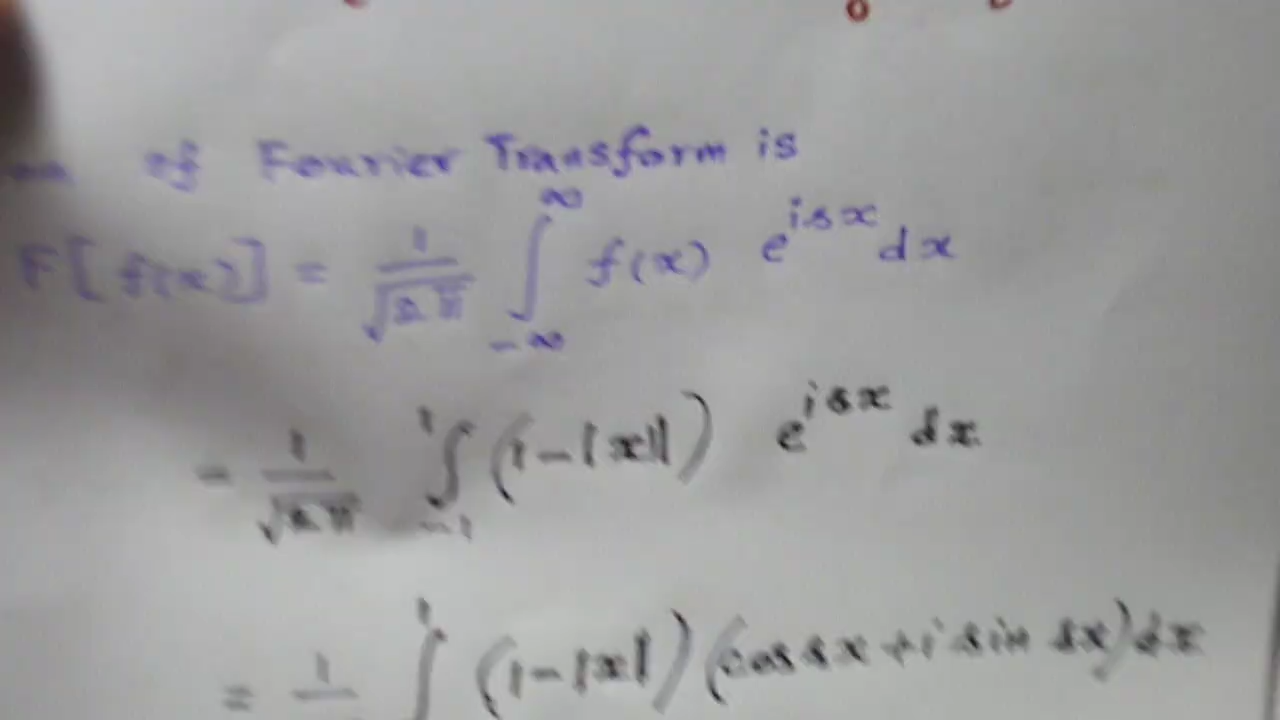 of Fourier Transform is
F[f(x)] = 1/√2π ∫_{-∞}^{∞} f(x) e^{isx} dx
= 1/√2π ∫_{-1}^{1} (1-|x|) e^{isx} dx
= 1 ∫^{1} (1-|x|)(cos sx + i sin sx) dx